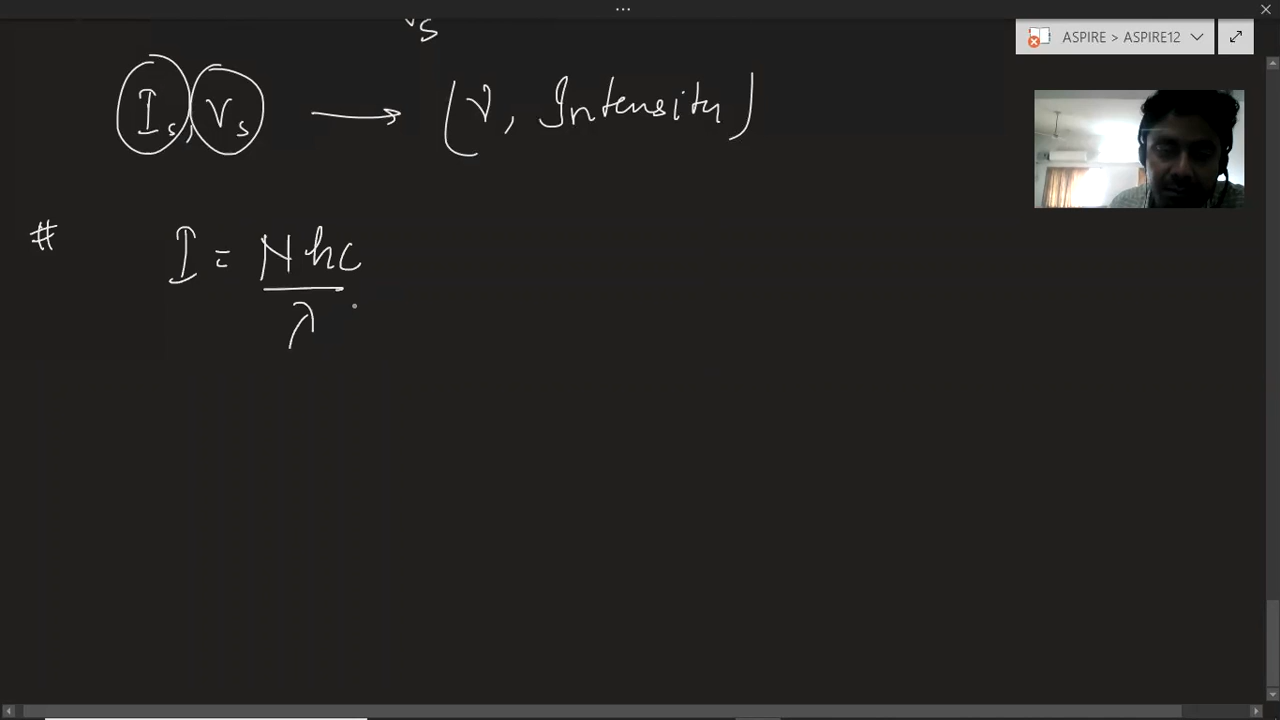 Vs
Is, Vs → (ν, Intensity)
# I = Nhc / λ
ASPIRE > ASPIRE12